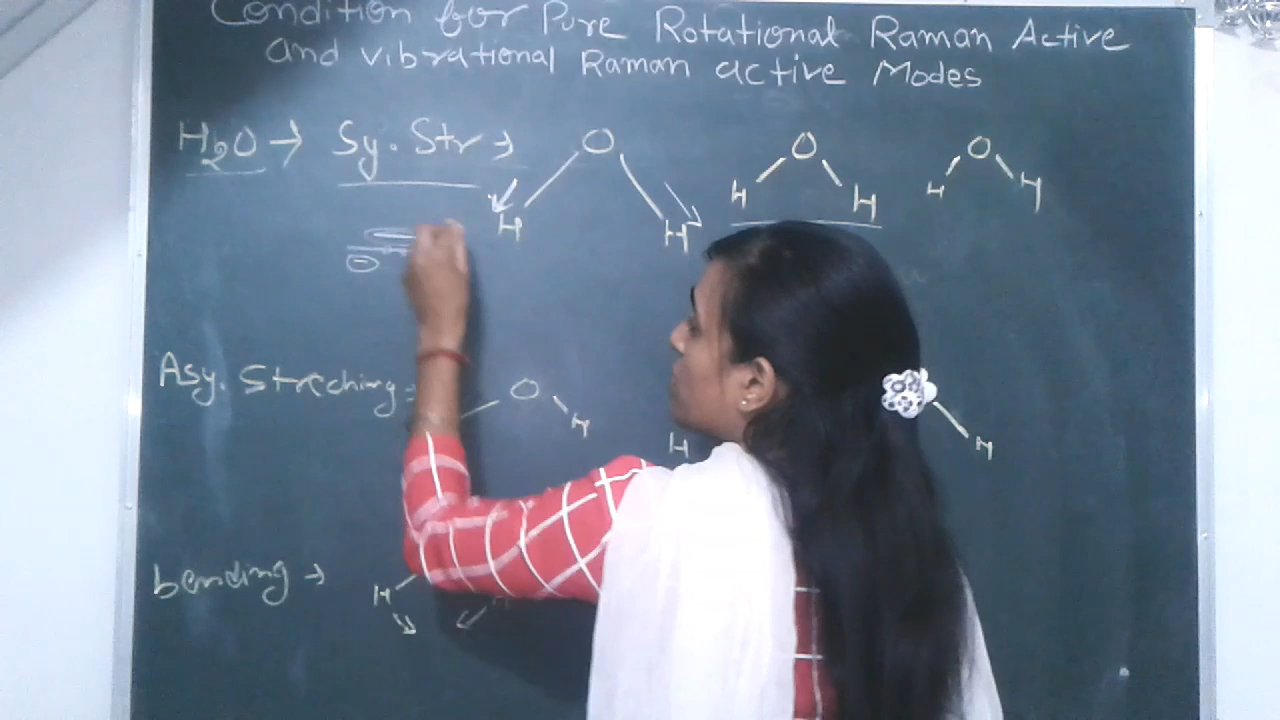 Condition for Pure Rotational Raman Active
and vibrational Raman active Modes
H2O → Sy. Str →
O O O
H H H H H H
Asy. Streching
O
H H H
bending →
H H